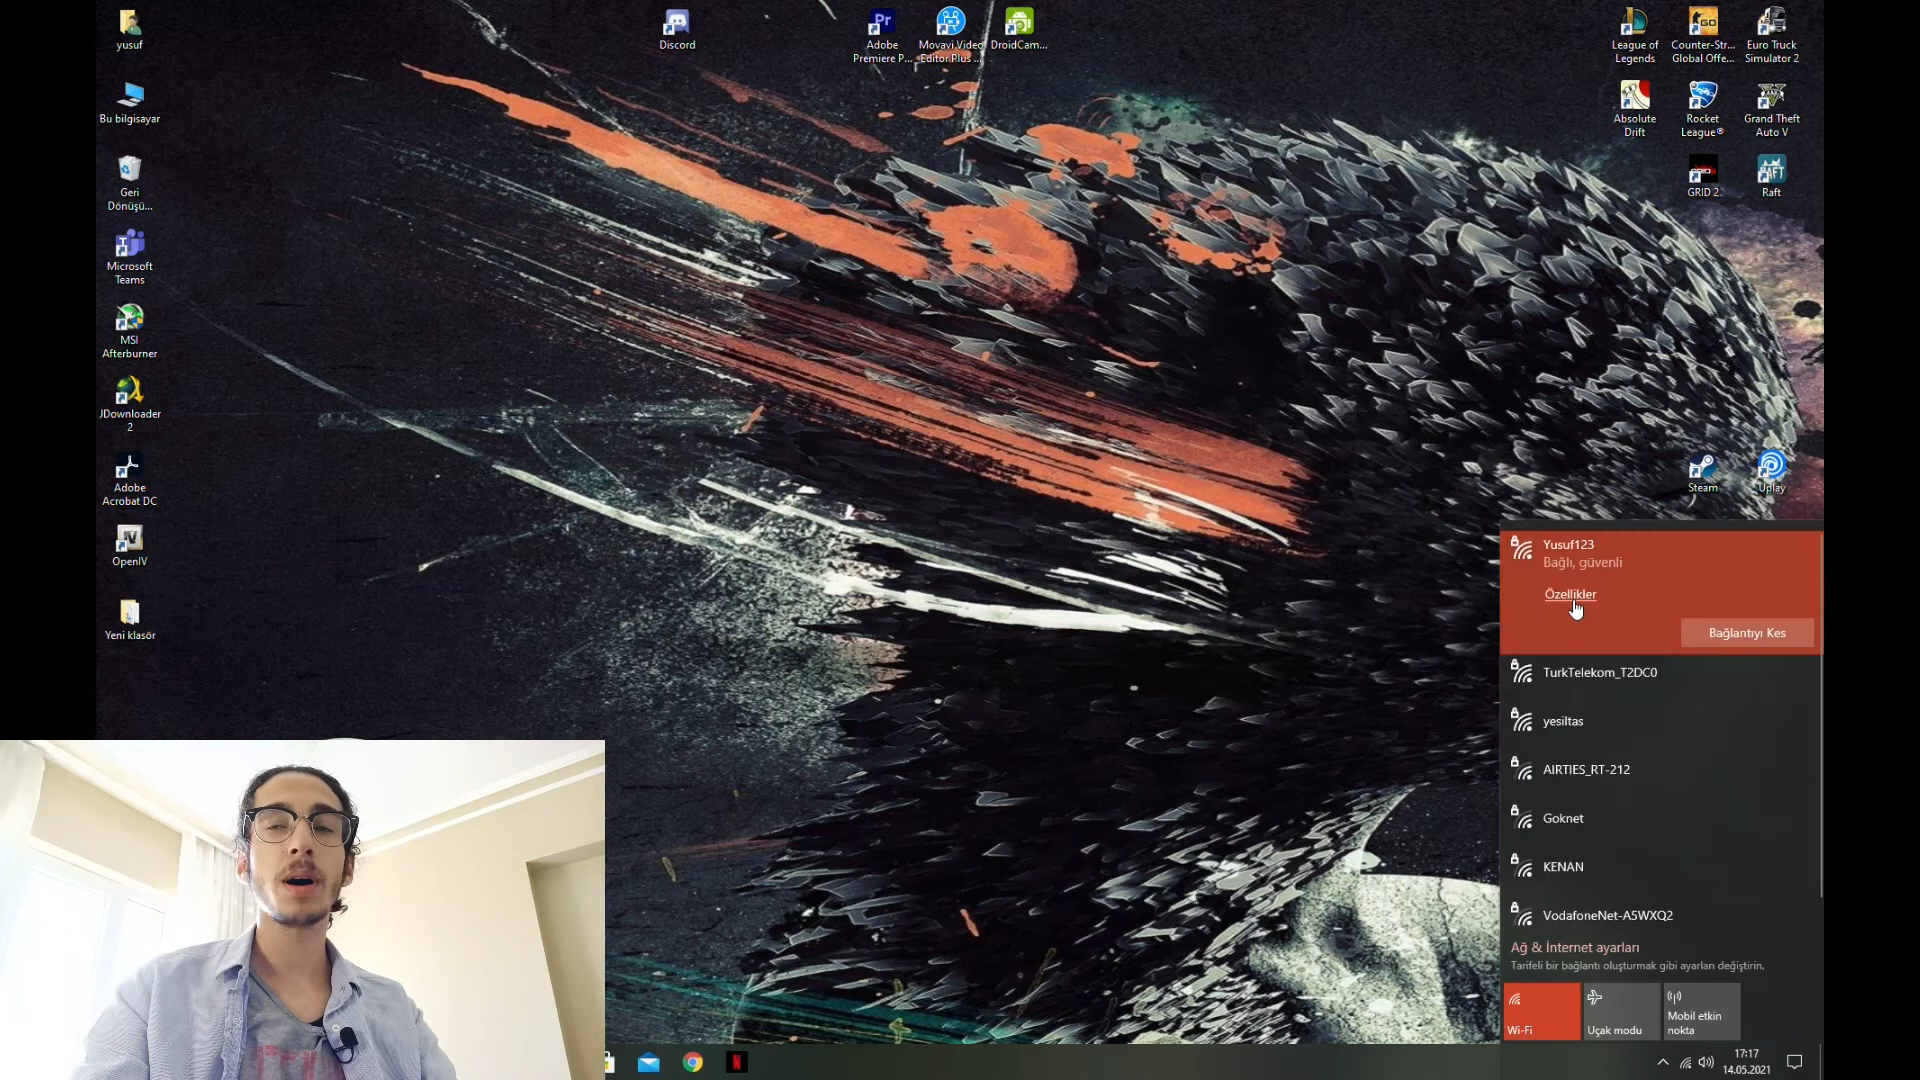 yusuf
Bu bilgisayar
Geri
Dönüşü...
Microsoft
Teams
MSI
Afterburner
JDownloader
2
Adobe
Acrobat DC
OpenIV
Yeni klasör
Discord
Adobe
Premiere P...
Movavi Video
Editor Plus ...
DroidCam...
League of
Legends
Counter-Str...
Global Offe...
Euro Truck
Simulator 2
Absolute
Drift
Rocket
League®
Grand Theft
Auto V
GRID 2
Raft
Steam
Uplay
Yusuf123
Bağlı, güvenli
Özellikler
Bağlantıyı Kes
TurkTelekom_T2DC0
yesiltas
AIRTIES_RT-212
Goknet
KENAN
VodafoneNet-A5WXQ2
Ağ & İnternet ayarları
Tarifeli bir bağlantı oluşturmak gibi ayarları değiştirin.
Wi-Fi
Uçak modu
Mobil etkin
nokta
17:17
14.05.2021